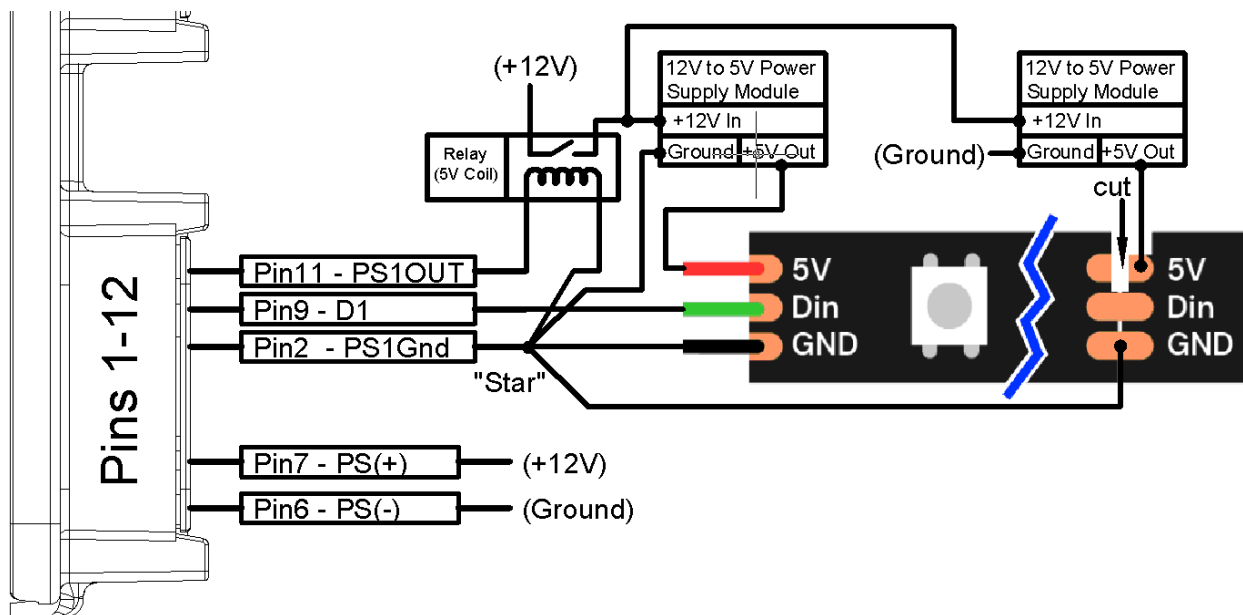 (+12V)
12V to 5V Power
Supply Module
+12V In
Ground
+5V Out
12V to 5V Power
Supply Module
+12V In
(Ground)
Ground
+5V Out
Relay
(5V Coil)
cut
Pins 1-12
Pin11 - PS1OUT
Pin9 - D1
Pin2 - PS1Gnd
"Star"
5V
Din
GND
5V
Din
GND
Pin7 - PS(+)
(+12V)
Pin6 - PS(-)
(Ground)